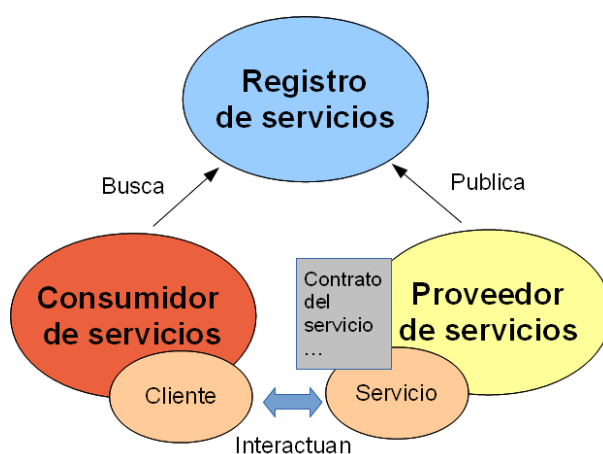 Registro
de servicios
Busca
Publica
Consumidor
de servicios
Contrato
del
servicio
...
Proveedor
de servicios
Cliente
Servicio
Interactuan